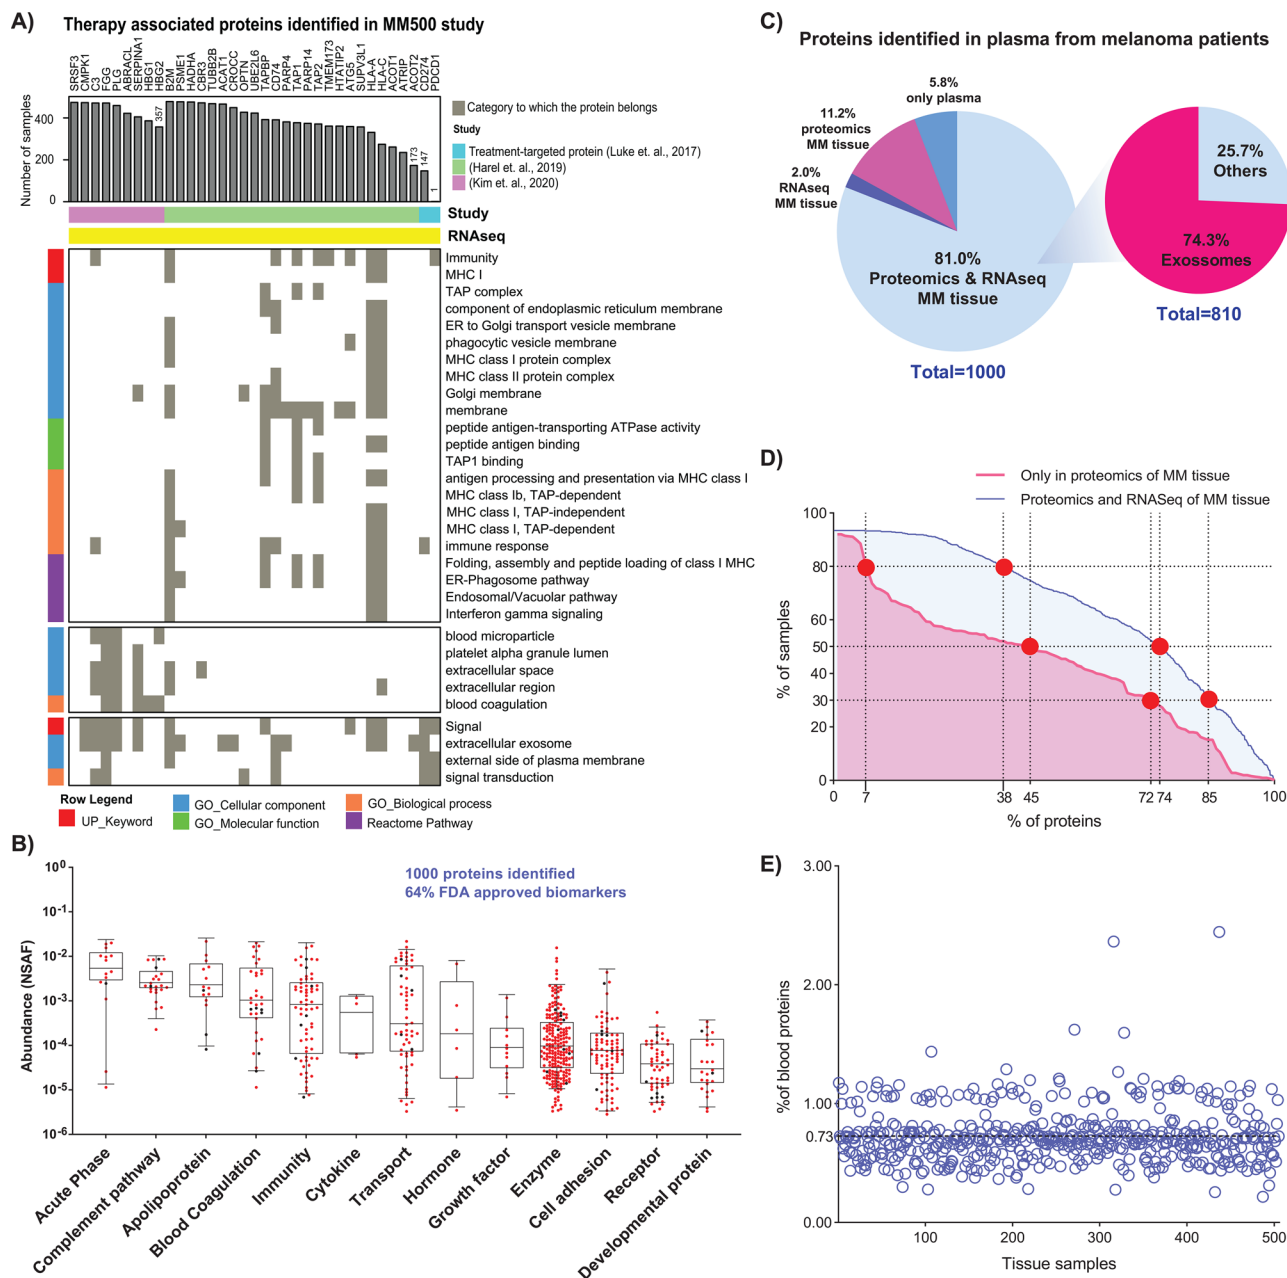 A)
Therapy associated proteins identified in MM500 study
SRSF3
CMPK1
C3
FGG
PLG
ABRACL
SERPINA1
HBG1
HBG2
B2M
PSME1
HADHA
CBR3
TUBB2B
ACAT1
CROCC
OPTN
UBE2L6
TAPBP
CD74
PARP4
TAP1
PARP14
TAP2
TMEM173
HTATIP2
ATG5
SUPV3L1
HLA-A
HLA-C
ACOT1
ATRIP
ACOT2
CD274
PDCD1
Number of samples
400
200
0
357
173
147
1
Category to which the protein belongs
Study
Treatment-targeted protein (Luke et. al., 2017)
(Harel et. al., 2019)
(Kim et. al., 2020)
Study
RNAseq
Immunity
MHC I
TAP complex
component of endoplasmic reticulum membrane
ER to Golgi transport vesicle membrane
phagocytic vesicle membrane
MHC class I protein complex
MHC class II protein complex
Golgi membrane
membrane
peptide antigen-transporting ATPase activity
peptide antigen binding
TAP1 binding
antigen processing and presentation via MHC class I
MHC class Ib, TAP-dependent
MHC class I, TAP-independent
MHC class I, TAP-dependent
immune response
Folding, assembly and peptide loading of class I MHC
ER-Phagosome pathway
Endosomal/Vacuolar pathway
Interferon gamma signaling
blood microparticle
platelet alpha granule lumen
extracellular space
extracellular region
blood coagulation
Signal
extracellular exosome
external side of plasma membrane
signal transduction
Row Legend
UP_Keyword
GO_Cellular component
GO_Molecular function
GO_Biological process
Reactome Pathway
B)
1000 proteins identified
64% FDA approved biomarkers
Abundance (NSAF)
10^0
10^-1
10^-2
10^-3
10^-4
10^-5
10^-6
Acute Phase
Complement pathway
Apolipoprotein
Blood Coagulation
Immunity
Cytokine
Transport
Hormone
Growth factor
Enzyme
Cell adhesion
Receptor
Developmental protein
C)
Proteins identified in plasma from melanoma patients
5.8%
only plasma
11.2%
proteomics
MM tissue
2.0%
RNAseq
MM tissue
81.0%
Proteomics & RNAseq
MM tissue
Total=1000
25.7%
Others
74.3%
Exossomes
Total=810
D)
Only in proteomics of MM tissue
Proteomics and RNASeq of MM tissue
% of samples
100
80
60
50
40
30
20
0
0
7
38
45
72
74
85
100
% of proteins
E)
%of blood proteins
3.00
2.00
1.00
0.73
0.00
100
200
300
400
500
Tissue samples